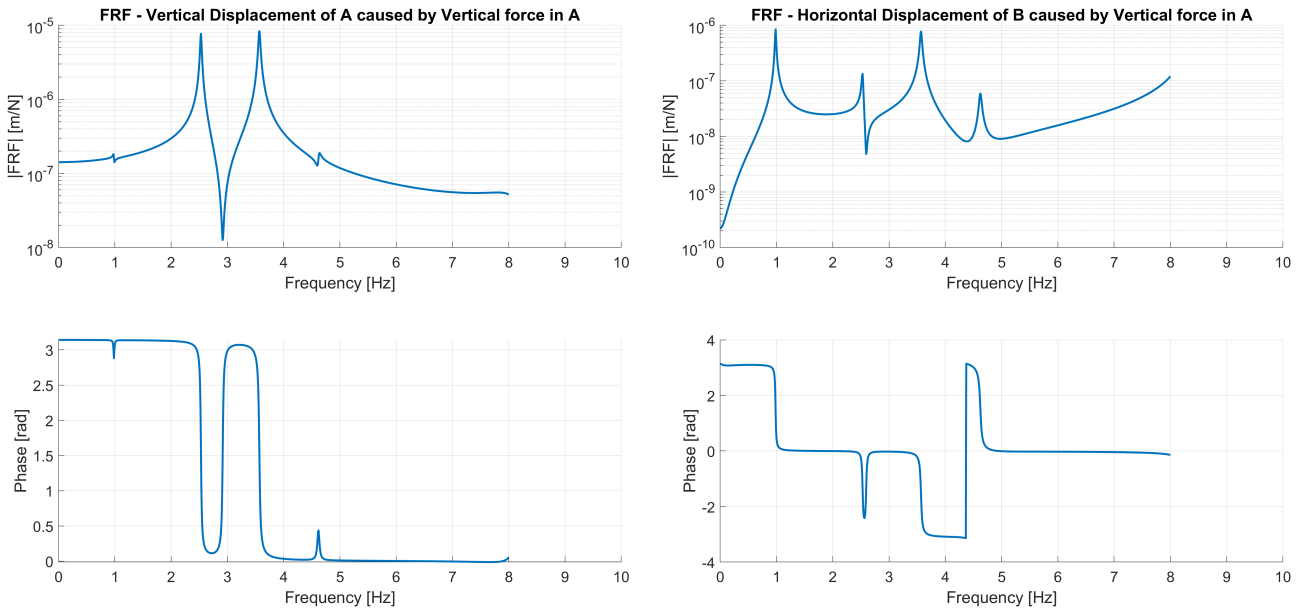 FRF - Vertical Displacement of A caused by Vertical force in A
|FRF| [m/N]
10-5
10-6
10-7
10-8
0 1 2 3 4 5 6 7 8 9 10
Frequency [Hz]
FRF - Horizontal Displacement of B caused by Vertical force in A
|FRF| [m/N]
10-6
10-7
10-8
10-9
10-10
0 1 2 3 4 5 6 7 8 9 10
Frequency [Hz]
Phase [rad]
3
2.5
2
1.5
1
0.5
0
0 1 2 3 4 5 6 7 8 9 10
Frequency [Hz]
Phase [rad]
4
2
0
-2
-4
0 1 2 3 4 5 6 7 8 9 10
Frequency [Hz]